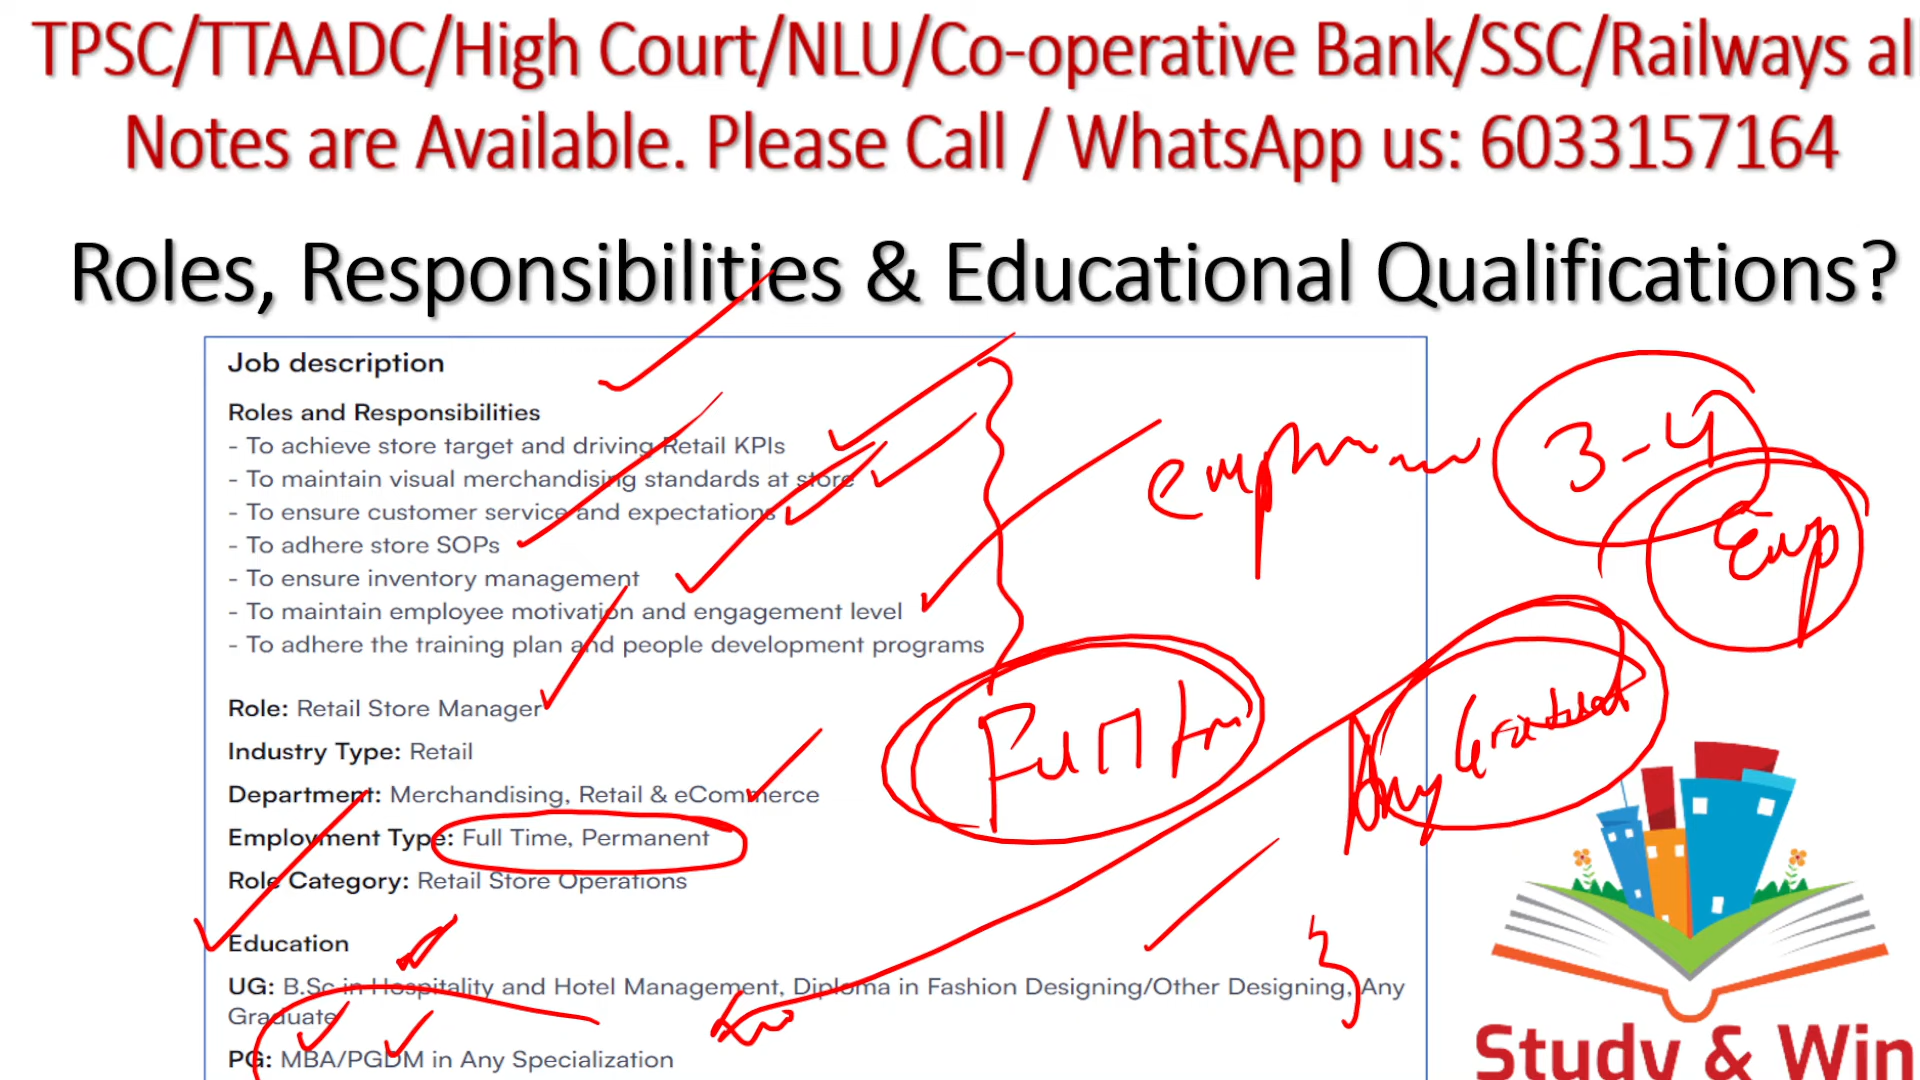 TPSC/TTAADC/High Court/NLU/Co-operative Bank/SSC/Railways al
Notes are Available. Please Call / WhatsApp us: 6033157164
Roles, Responsibilities & Educational Qualifications?
Job description
Roles and Responsibilities
- To achieve store target and driving Retail KPIs
- To maintain visual merchandising standards at store
- To ensure customer service and expectations
- To adhere store SOPs
- To ensure inventory management
- To maintain employee motivation and engagement level
- To adhere the training plan and people development programs
3-4
Emp
Role: Retail Store Manager
Industry Type: Retail
Department: Merchandising, Retail & eCommerce
Employment Type: Full Time, Permanent
Role Category: Retail Store Operations
Any
Education
UG: B.Sc in Hospitality and Hotel Management, Diploma in Fashion Designing/Other Designing, Any
Graduate
PG: MBA/PGDM in Any Specialization
Study & Win